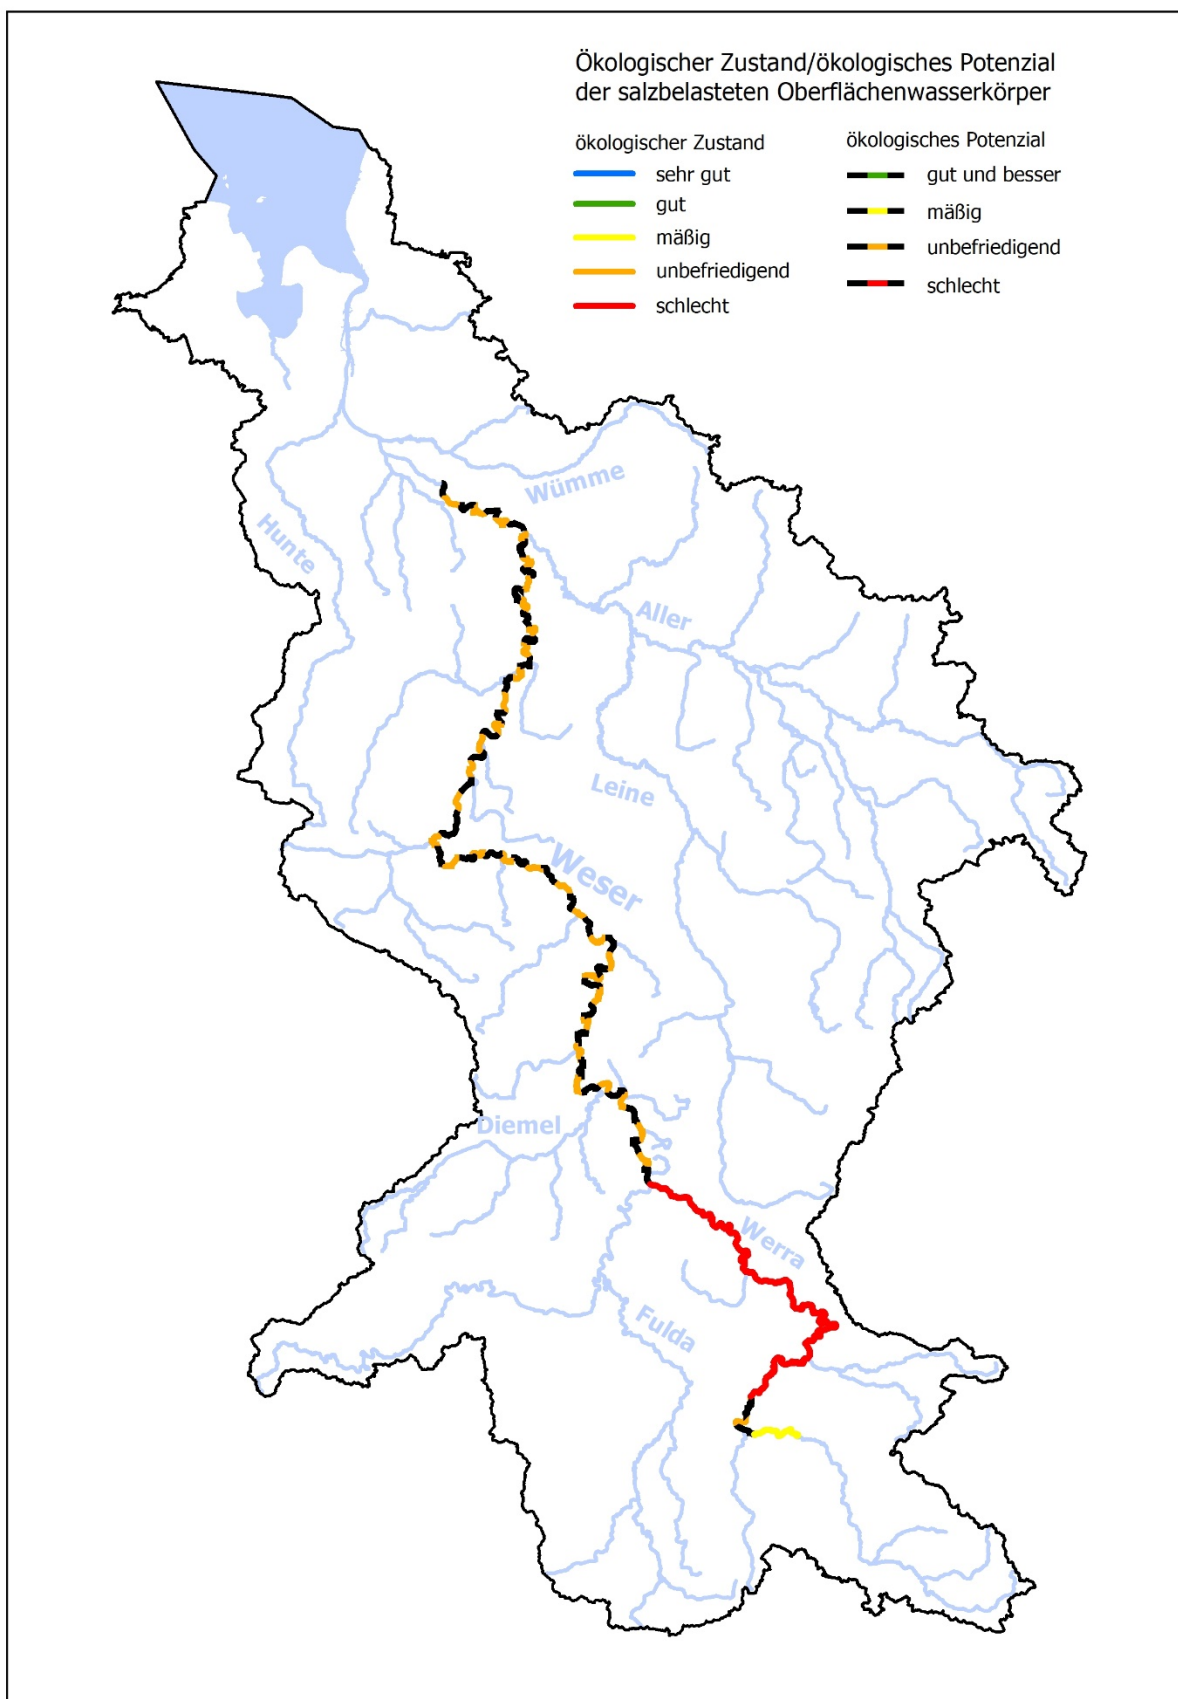 Ökologischer Zustand/ökologisches Potenzial
der salzbelasteten Oberflächenwasserkörper
ökologischer Zustand
sehr gut
gut
mäßig
unbefriedigend
schlecht
ökologisches Potenzial
gut und besser
mäßig
unbefriedigend
schlecht
Wümme
Hunte
Aller
Leine
Weser
Diemel
Werra
Fulda